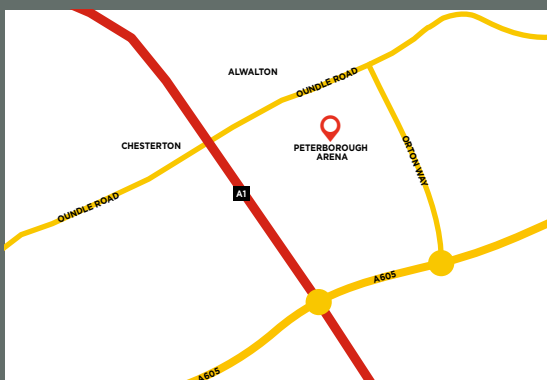 ALWALTON
OUNDLE ROAD
PETERBOROUGH
ARENA
CHESTERTON
ORTON WAY
OUNDLE ROAD
A1
A605
A605